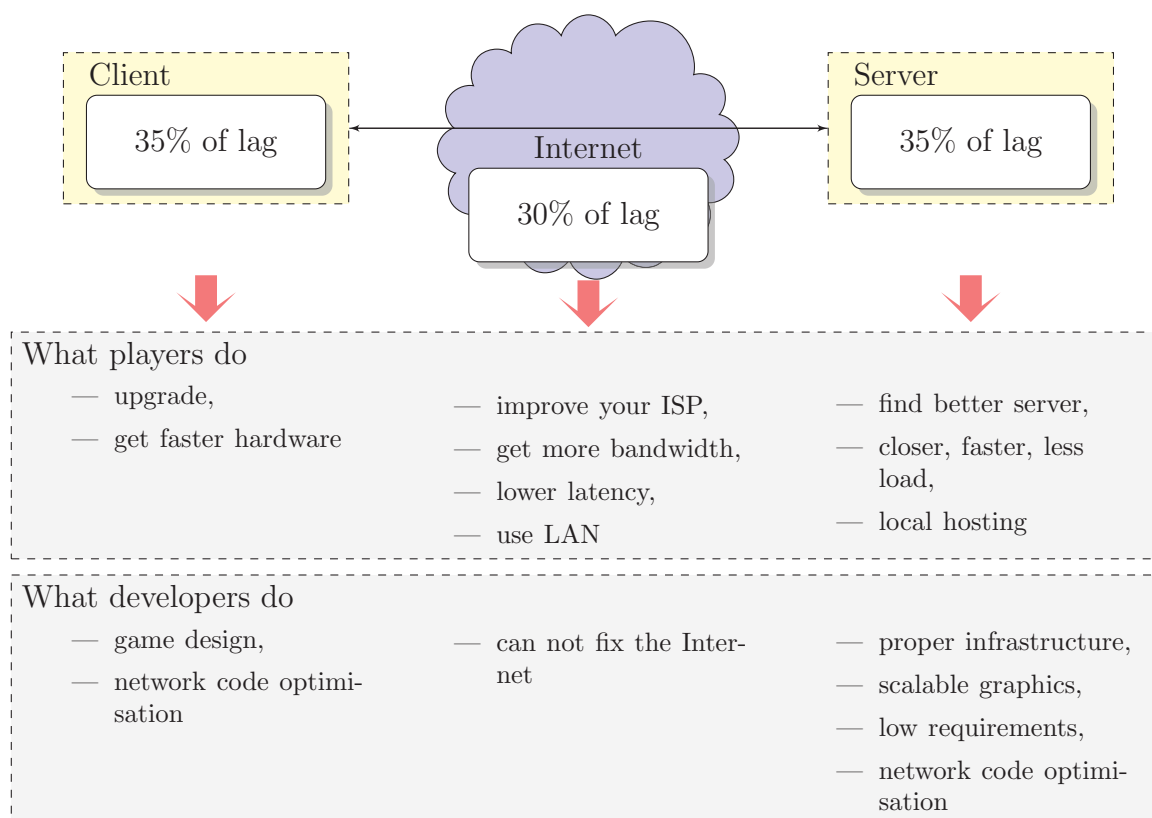 Client
35% of lag
Internet
30% of lag
Server
35% of lag
What players do
— upgrade,
— get faster hardware
— improve your ISP,
— get more bandwidth,
— lower latency,
— use LAN
— find better server,
— closer, faster, less
load,
— local hosting
What developers do
— game design,
— network code optimi-
sation
— can not fix the Inter-
net
— proper infrastructure,
— scalable graphics,
— low requirements,
— network code optimi-
sation